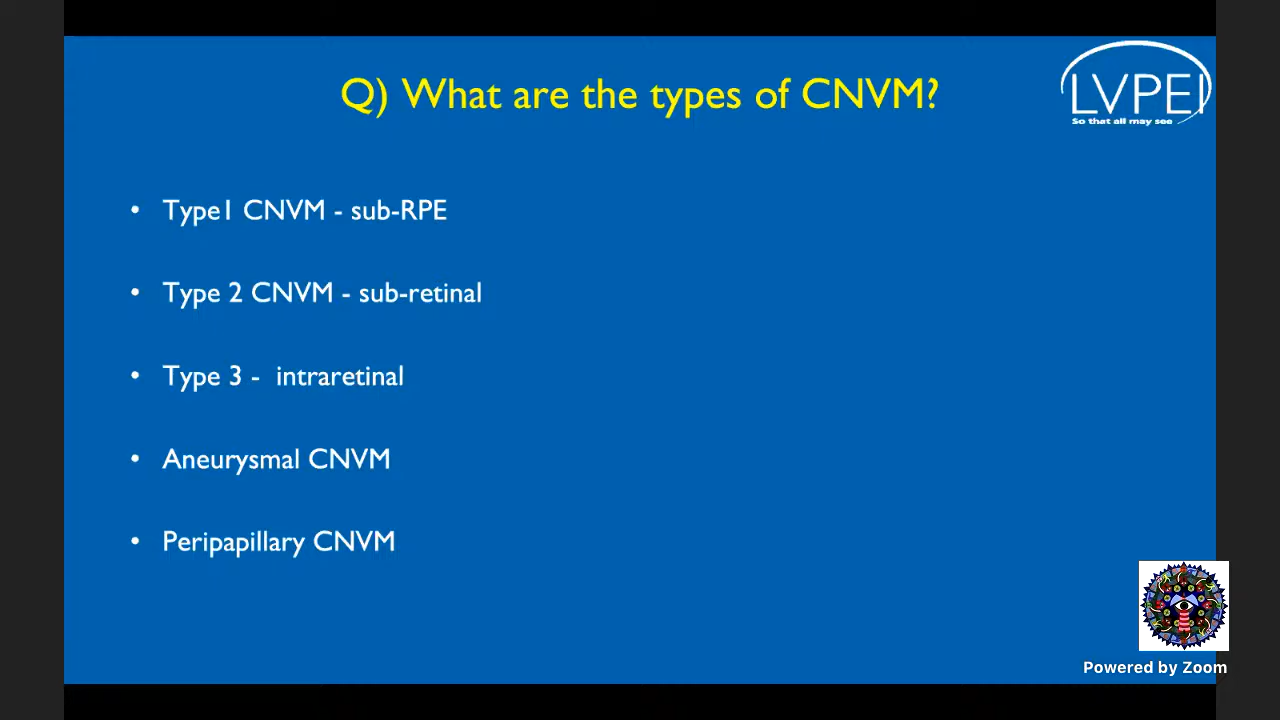 Q) What are the types of CNVM?
LVPEI
So that all may see
• Type1 CNVM - sub-RPE
• Type 2 CNVM - sub-retinal
• Type 3 - intraretinal
• Aneurysmal CNVM
• Peripapillary CNVM
Powered by Zoom